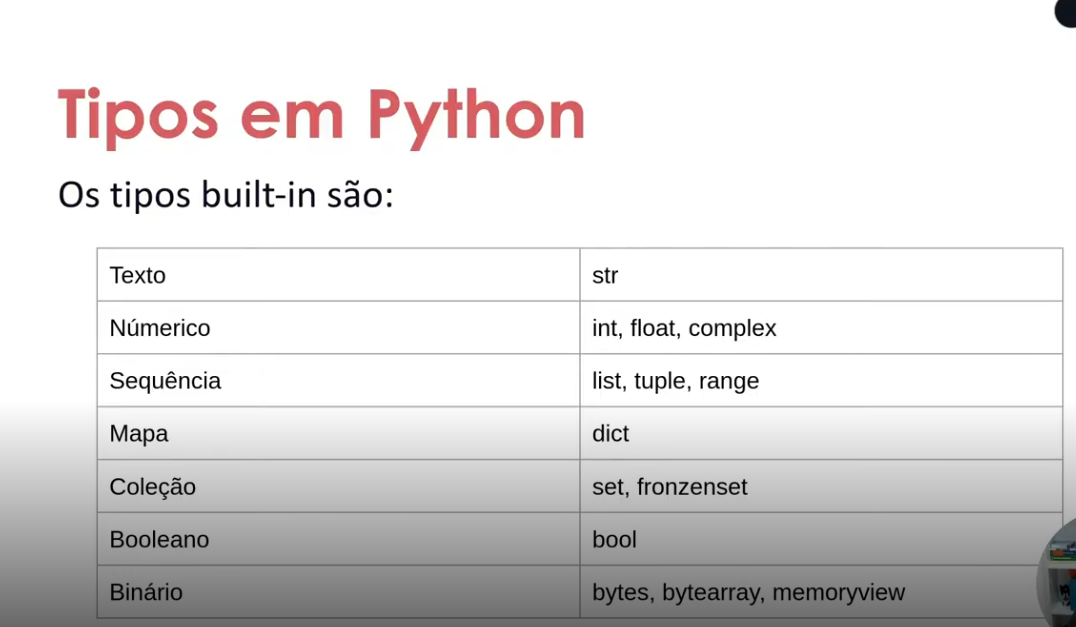 Tipos em Python
Os tipos built-in são:
Texto str
Númerico int, float, complex
Sequência list, tuple, range
Mapa dict
Coleção set, fronzenset
Booleano bool
Binário bytes, bytearray, memoryview